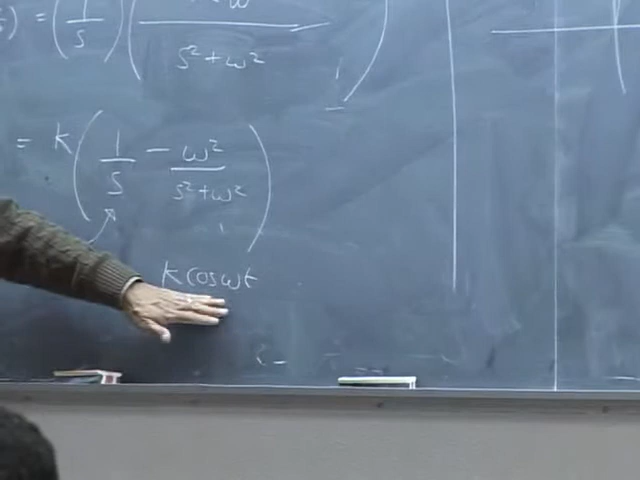 ) = (1/s)( ω / s² + ω² )
= K( 1/s − ω² / s² + ω² )
K cos ωt